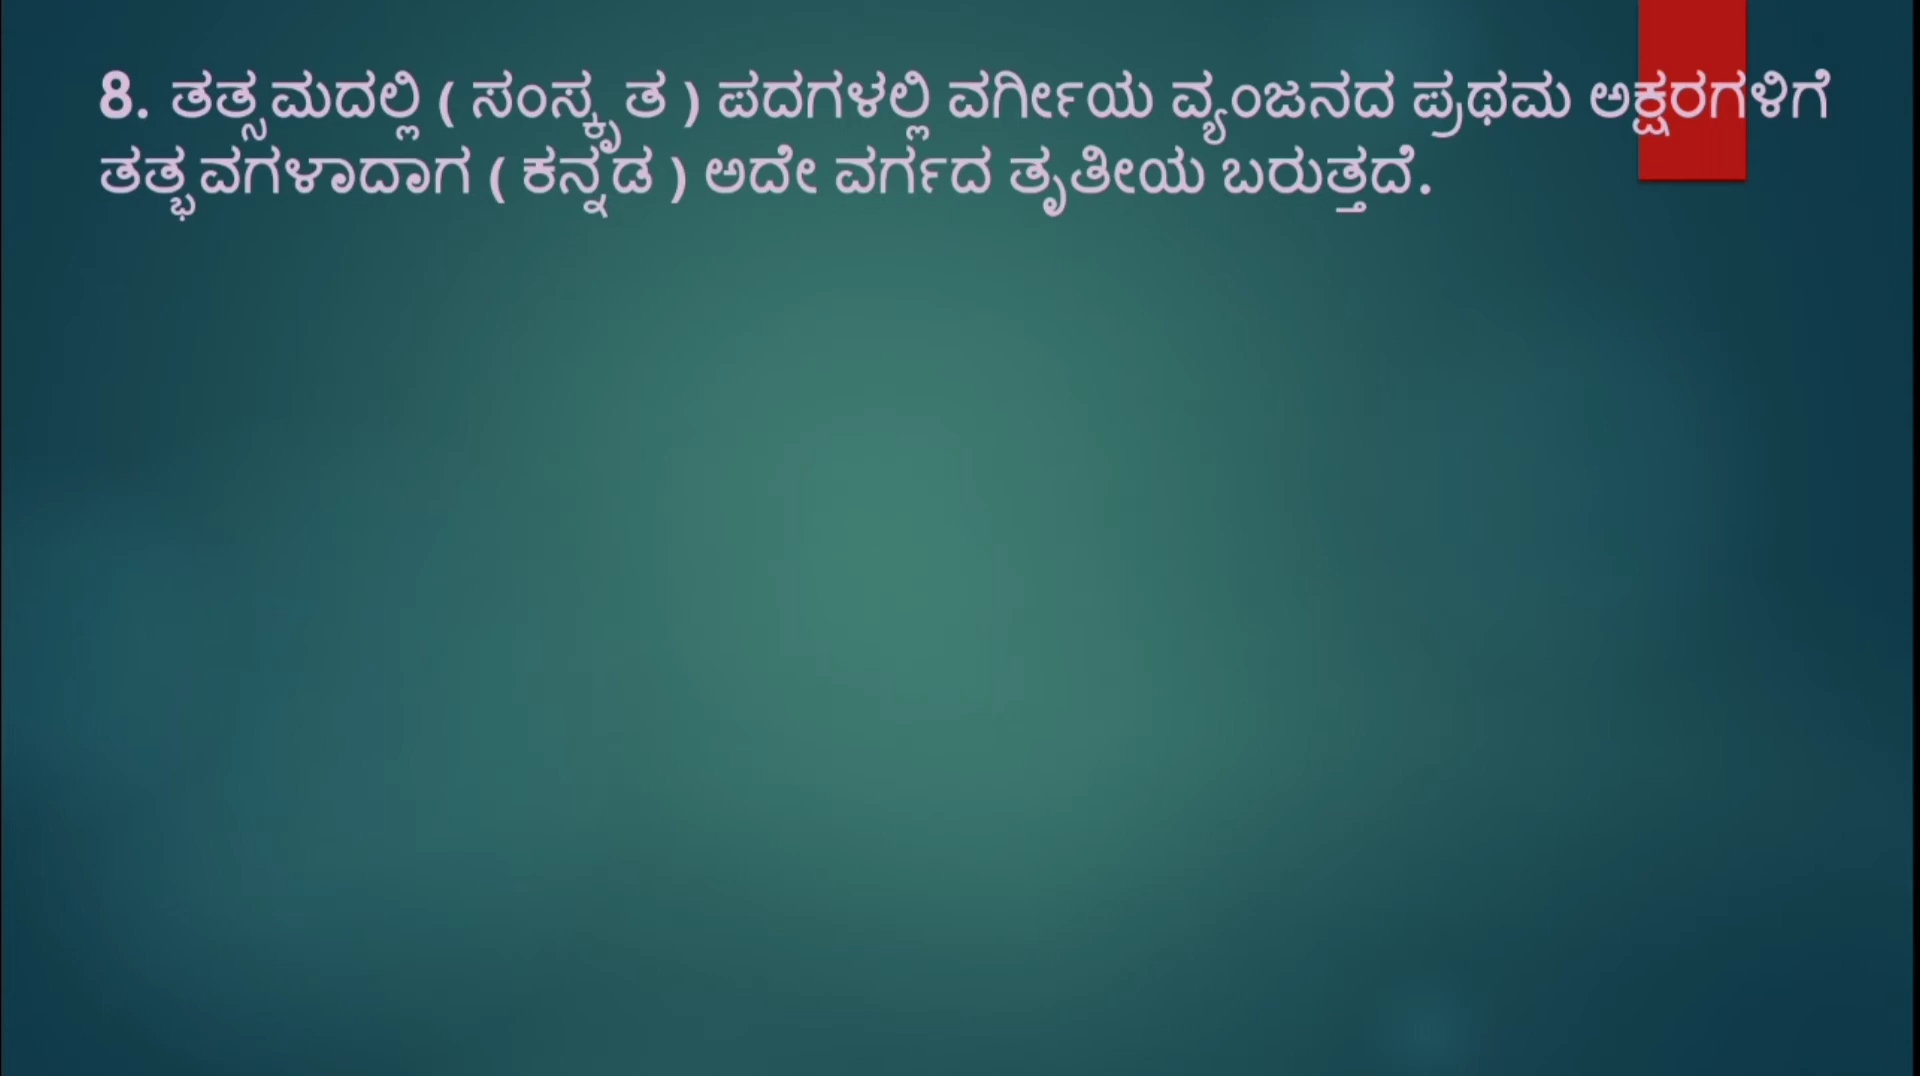 8. ತತ್ಸಮದಲ್ಲಿ ( ಸಂಸ್ಕೃತ ) ಪದಗಳಲ್ಲಿ ವರ್ಗೀಯ ವ್ಯಂಜನದ ಪ್ರಥಮ ಅಕ್ಷರಗಳಿಗೆ
ತತ್ಭವಗಳಾದಾಗ ( ಕನ್ನಡ ) ಅದೇ ವರ್ಗದ ತೃತೀಯ ಬರುತ್ತದೆ.